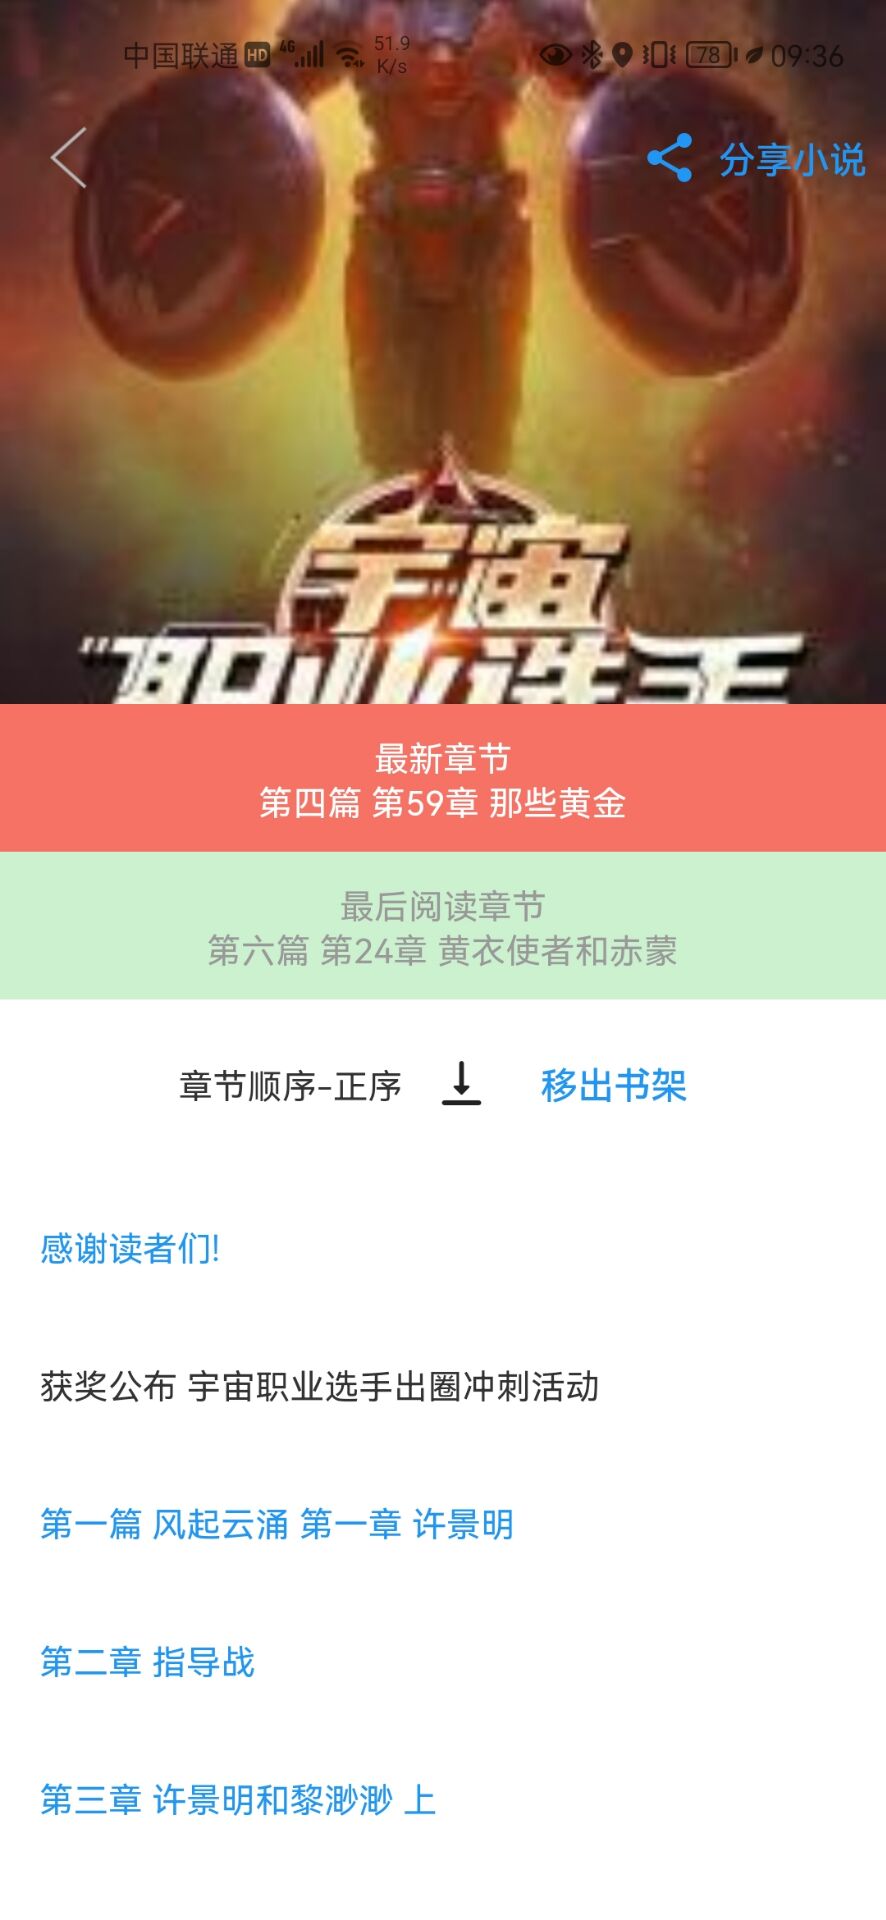 中国联通 HD 4G 51.9 K/s 78 09:36
分享小说
宇宙
"职业选手
最新章节
第四篇 第59章 那些黄金
最后阅读章节
第六篇 第24章 黄衣使者和赤蒙
章节顺序-正序 移出书架
感谢读者们!
获奖公布 宇宙职业选手出圈冲刺活动
第一篇 风起云涌 第一章 许景明
第二章 指导战
第三章 许景明和黎渺渺 上